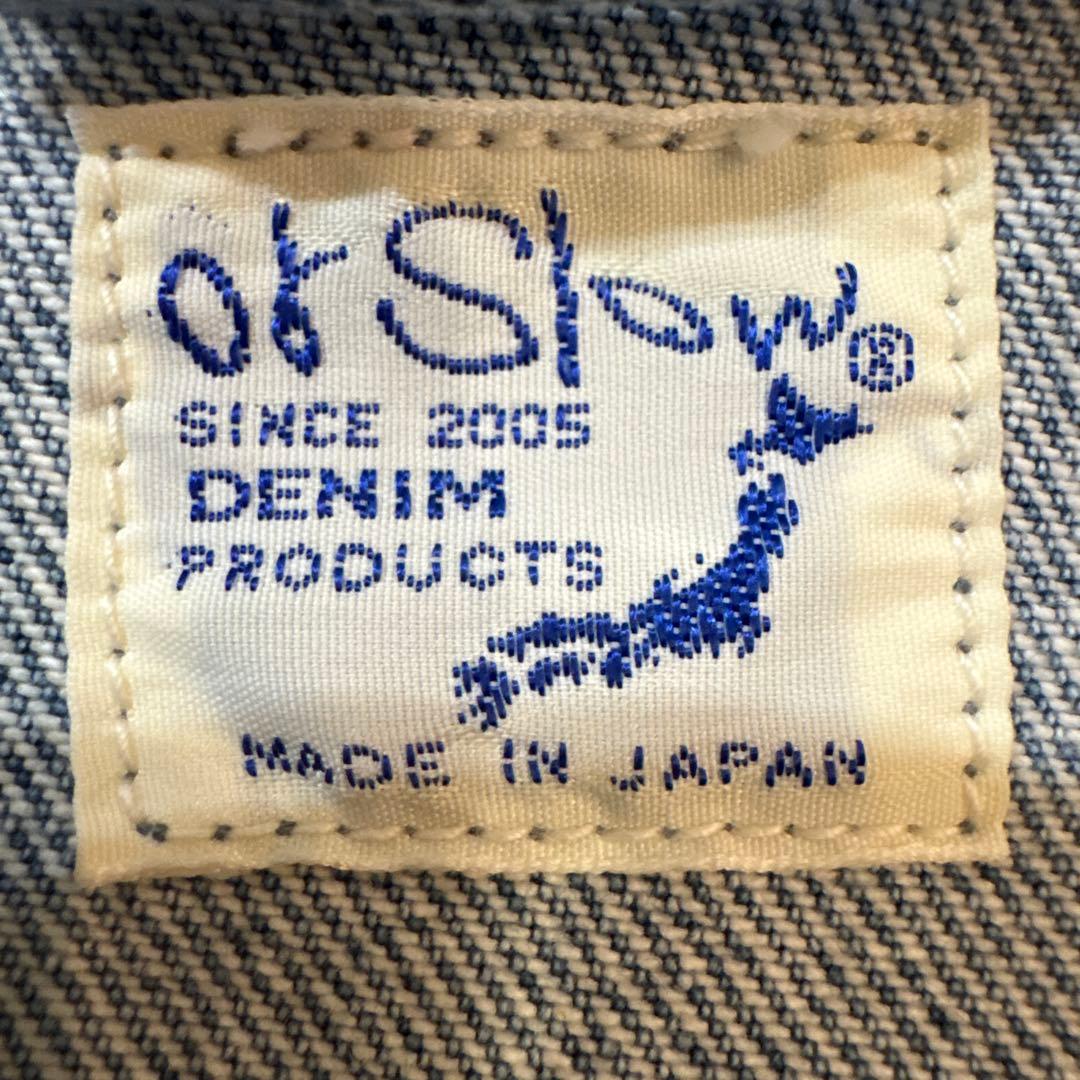 orSlow®
SINCE 2005
DENIM
PRODUCTS
MADE IN JAPAN